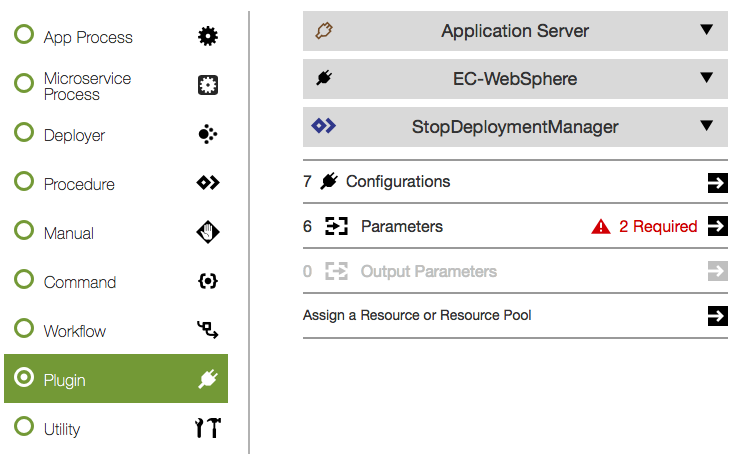 App Process
Microservice
Process
Deployer
Procedure
Manual
Command
Workflow
Plugin
Utility
Application Server
EC-WebSphere
StopDeploymentManager
7 Configurations
6 Parameters 2 Required
0 Output Parameters
Assign a Resource or Resource Pool